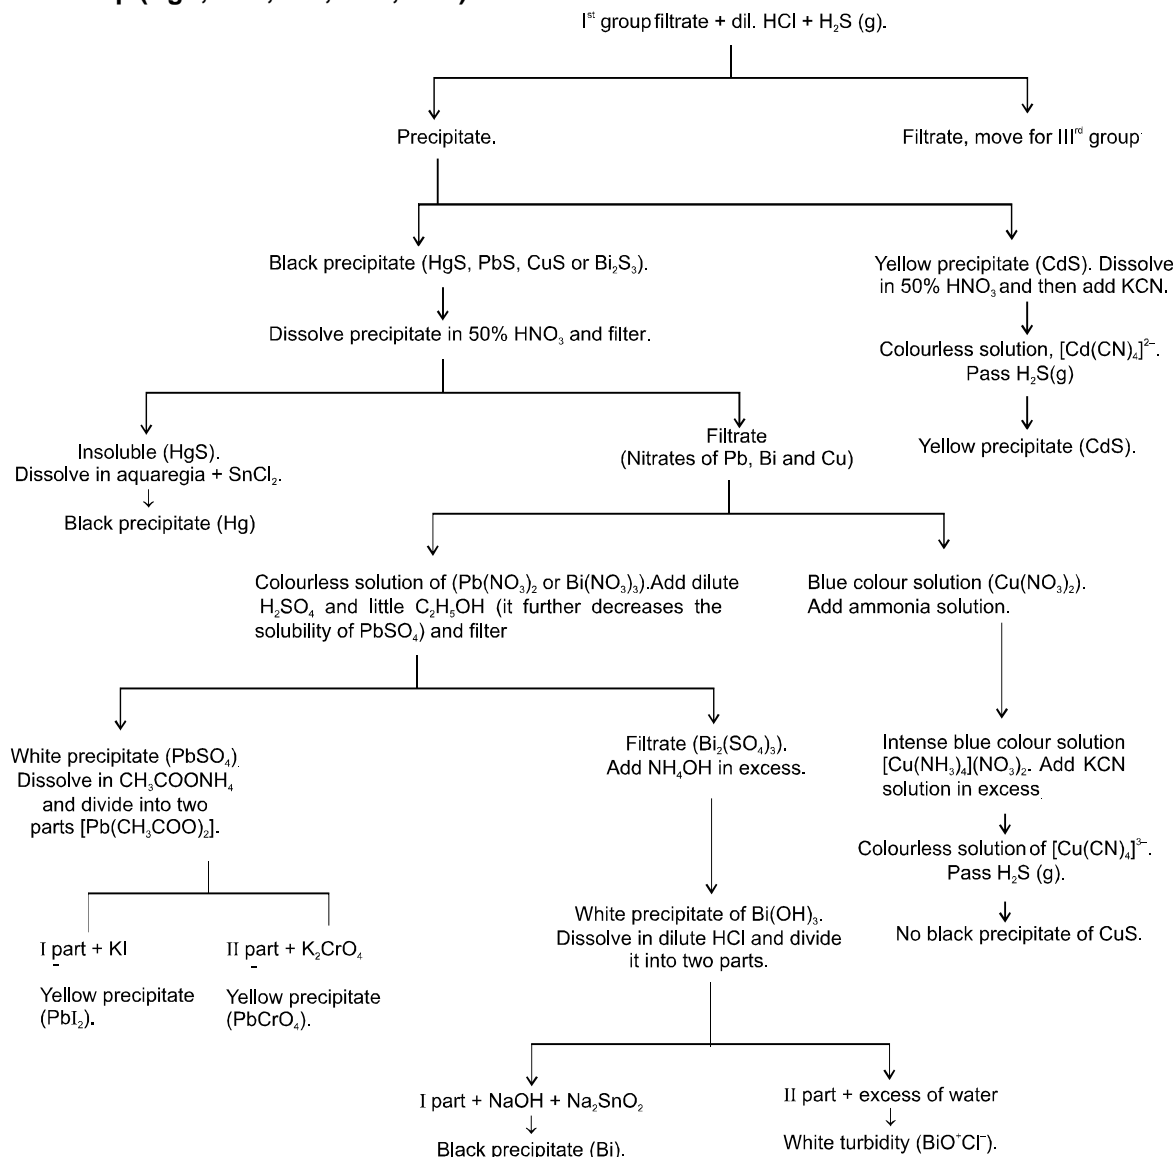 I^st group filtrate + dil. HCl + H₂S (g).
Precipitate.
Filtrate, move for III^rd group
Black precipitate (HgS, PbS, CuS or Bi₂S₃).
Yellow precipitate (CdS). Dissolve
in 50% HNO₃ and then add KCN.
Dissolve precipitate in 50% HNO₃ and filter.
Colourless solution, [Cd(CN)₄]²⁻.
Pass H₂S(g)
Yellow precipitate (CdS).
Insoluble (HgS).
Dissolve in aquaregia + SnCl₂.
↓
Black precipitate (Hg)
Filtrate
(Nitrates of Pb, Bi and Cu)
Colourless solution of (Pb(NO₃)₂ or Bi(NO₃)₃).Add dilute
H₂SO₄ and little C₂H₅OH (it further decreases the
solubility of PbSO₄) and filter
Blue colour solution (Cu(NO₃)₂).
Add ammonia solution.
White precipitate (PbSO₄)
Dissolve in CH₃COONH₄
and divide into two
parts [Pb(CH₃COO)₂].
Filtrate (Bi₂(SO₄)₃).
Add NH₄OH in excess.
Intense blue colour solution
[Cu(NH₃)₄](NO₃)₂. Add KCN
solution in excess
Colourless solution of [Cu(CN)₄]³⁻.
Pass H₂S (g).
No black precipitate of CuS.
White precipitate of Bi(OH)₃.
Dissolve in dilute HCl and divide
it into two parts.
I part + KI
Yellow precipitate
(PbI₂).
II part + K₂CrO₄
Yellow precipitate
(PbCrO₄).
I part + NaOH + Na₂SnO₂
↓
Black precipitate (Bi).
II part + excess of water
↓
White turbidity (BiO⁺Cl⁻).